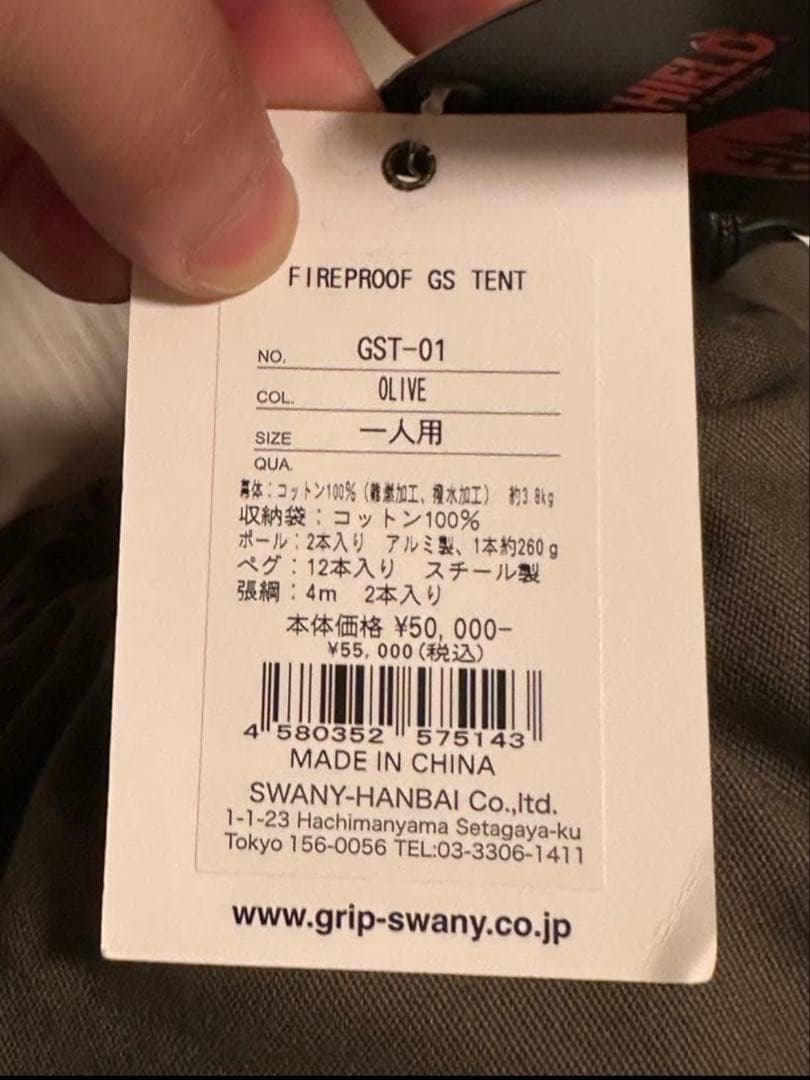 HIELD
FIREPROOF GS TENT
NO. GST-01
COL. OLIVE
SIZE 一人用
QUA.
幕体:コットン100%(難燃加工、撥水加工) 約3.8kg
収納袋:コットン100%
ポール:2本入り アルミ製、1本約260g
ペグ:12本入り スチール製
張綱:4m 2本入り
本体価格 ¥50,000-
¥55,000(税込)
4 580352 575143
MADE IN CHINA
SWANY-HANBAI Co.,ltd.
1-1-23 Hachimanyama Setagaya-ku
Tokyo 156-0056 TEL:03-3306-1411
www.grip-swany.co.jp